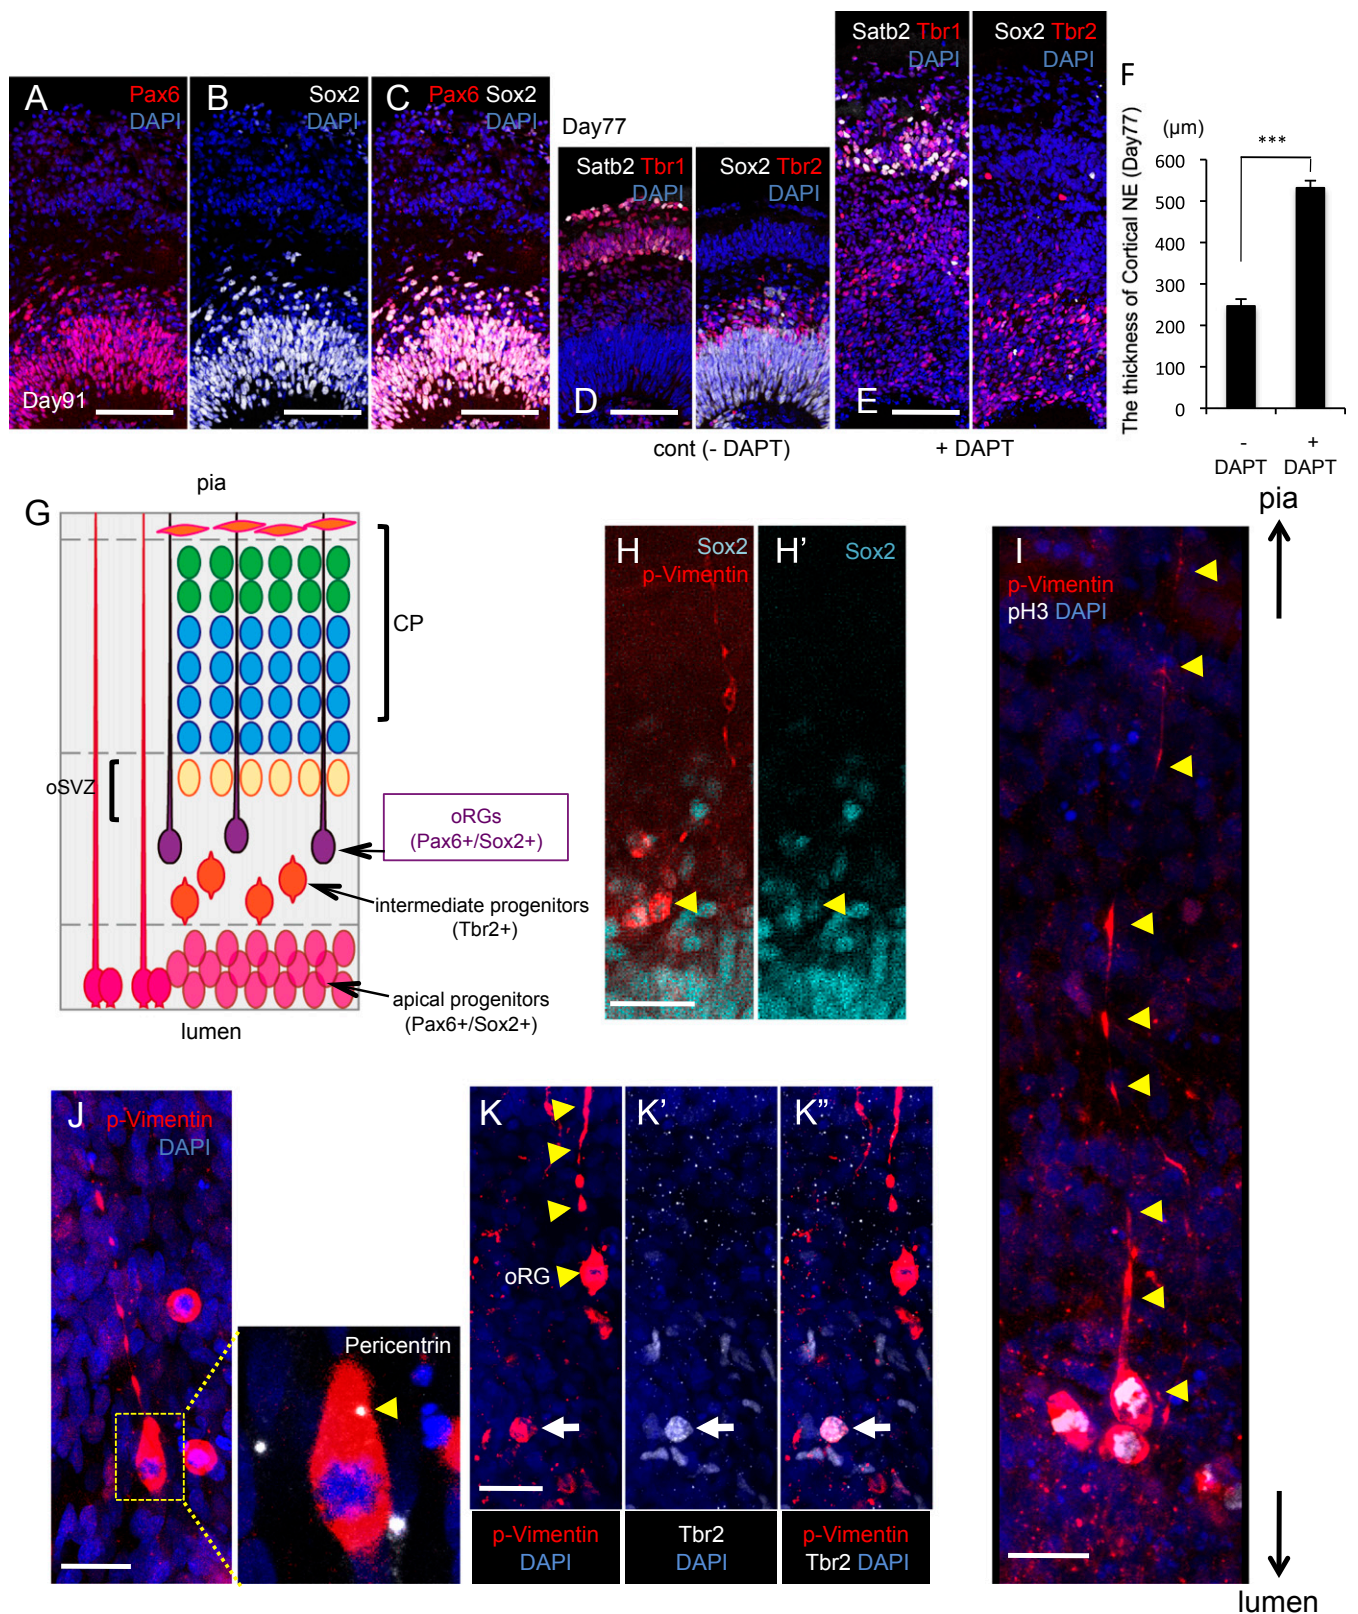 A
Pax6
DAPI
Day91
B
Sox2
DAPI
C
Pax6 Sox2
DAPI
Day77
Satb2 Tbr1
DAPI
D
Sox2 Tbr2
DAPI
cont (- DAPT)
Satb2 Tbr1
DAPI
E
Sox2 Tbr2
DAPI
+ DAPT
F
The thickness of Cortical NE (Day77)
(μm)
***
600
500
400
300
200
100
0
-
DAPT
+
DAPT
G
pia
CP
oSVZ
oRGs
(Pax6+/Sox2+)
intermediate progenitors
(Tbr2+)
apical progenitors
(Pax6+/Sox2+)
lumen
H
Sox2
p-Vimentin
H’
Sox2
I
p-Vimentin
pH3 DAPI
pia
lumen
J
p-Vimentin
DAPI
Pericentrin
K
oRG
p-Vimentin
DAPI
K’
Tbr2
DAPI
K”
p-Vimentin
Tbr2 DAPI